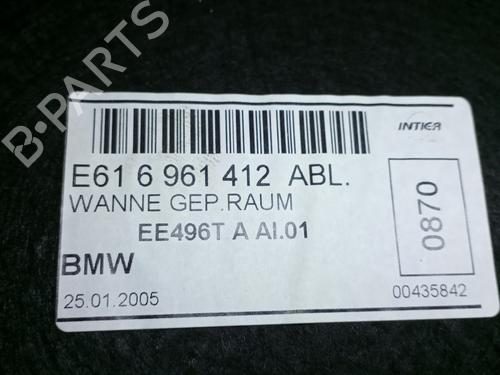 B-PARTS
INTIER
E61 6 961 412 ABL.
WANNE GEP.RAUM
EE496T A AI.01
0870
BMW
25.01.2005
00435842